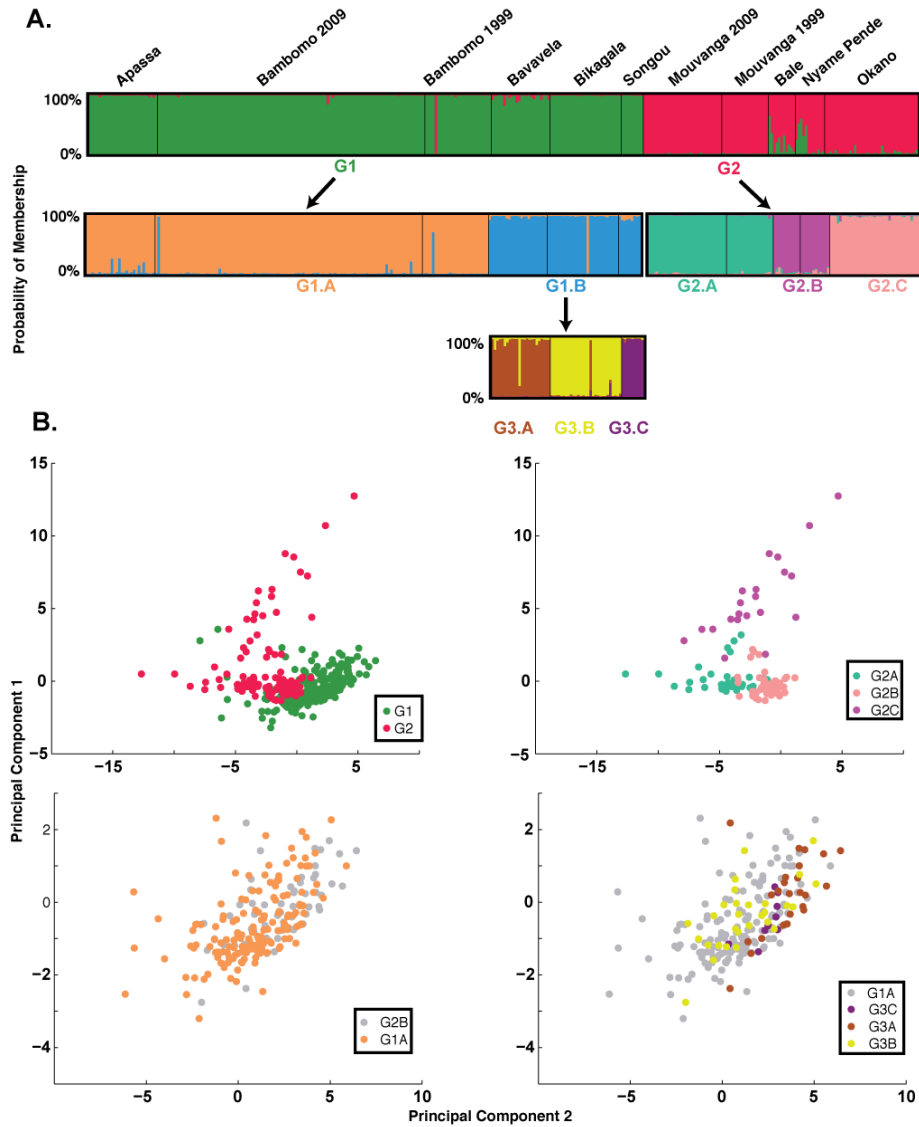 A.
Apassa
Bambomo 2009
Bambomo 1999
Bavavela
Bikagala
Songou
Mouvanga 2009
Mouvanga 1999
Bale
Nyame Pende
Okano
100%
0%
G1
G2
100%
0%
100%
0%
G1.A
G1.B
G2.A
G2.B
G2.C
Probability of Membership
100%
0%
G3.A
G3.B
G3.C
B.
15
10
5
0
−5
−15
−5
5
G1
G2
15
10
5
0
−5
−15
−5
5
G2A
G2B
G2C
Principal Component 1
2
0
−2
−4
−5
0
5
10
G2B
G1A
2
0
−2
−4
−5
0
5
10
G1A
G3C
G3A
G3B
Principal Component 2